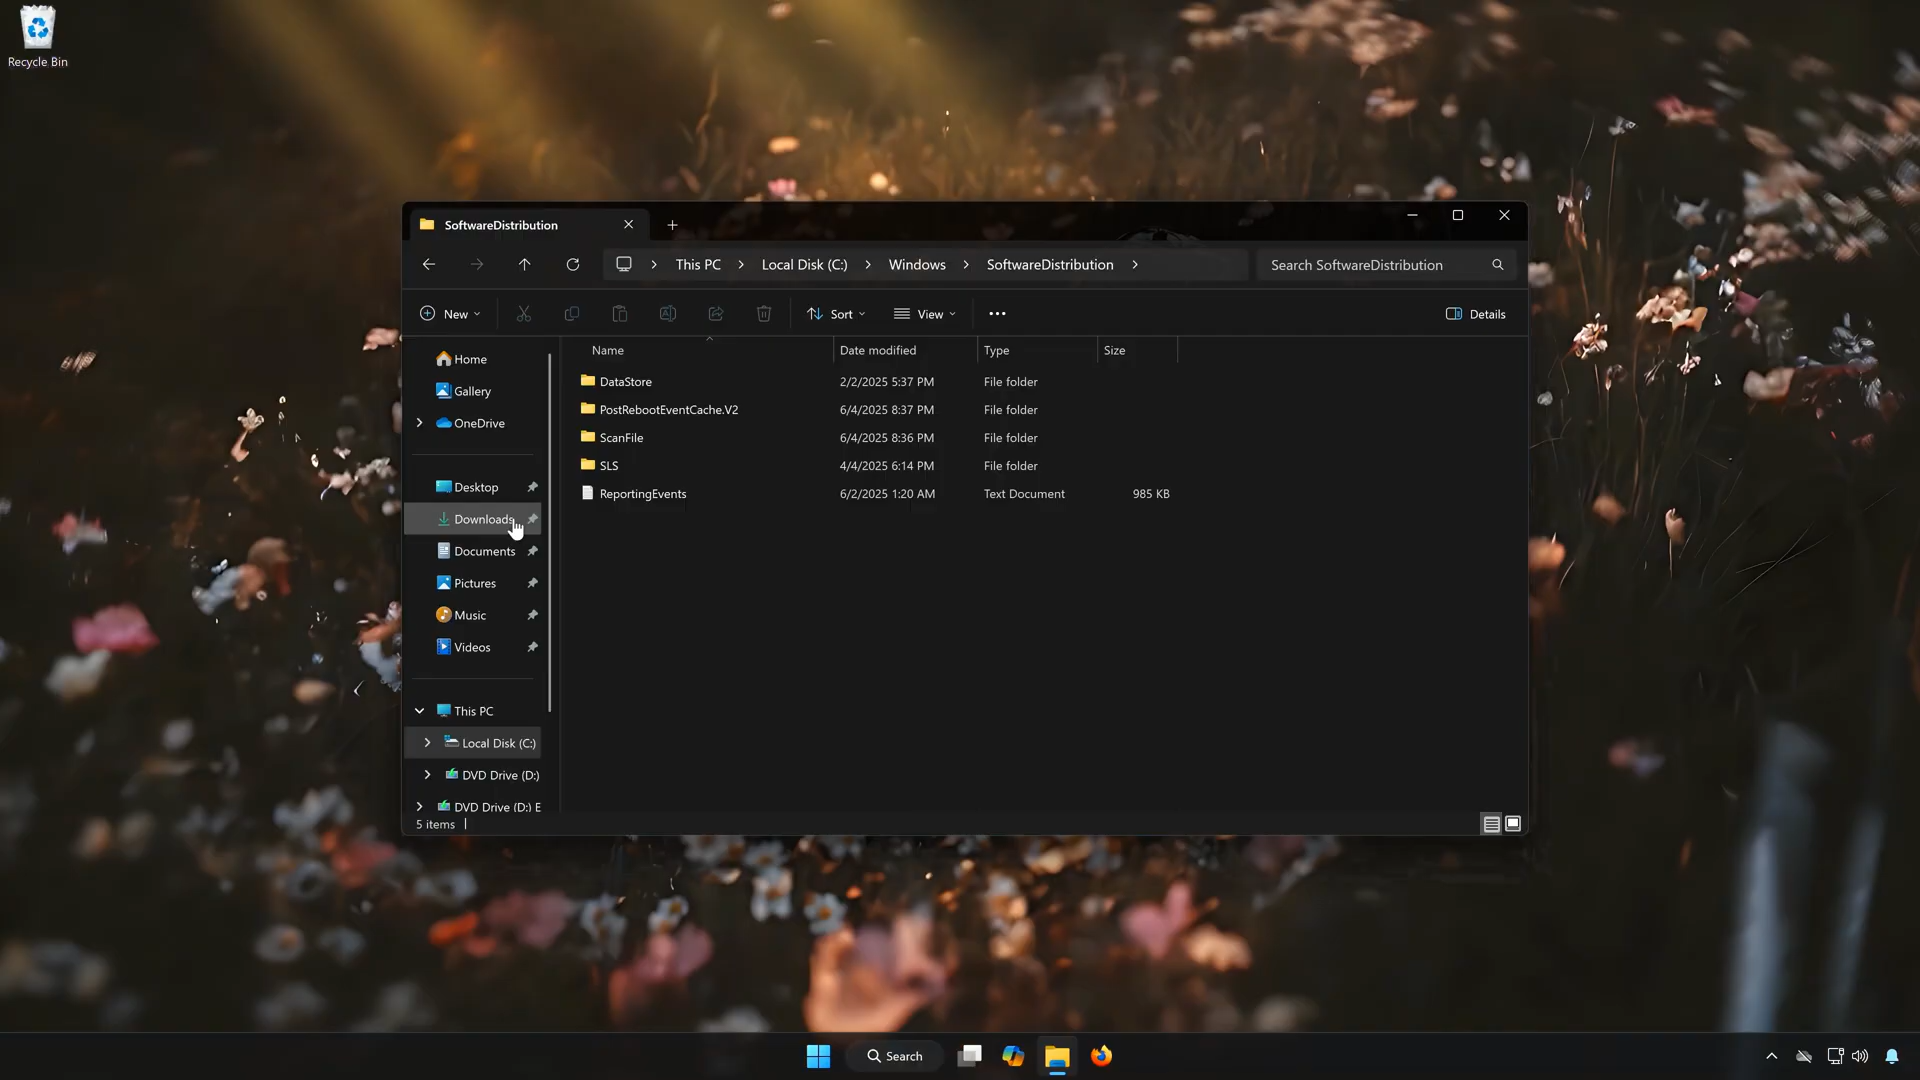 Recycle Bin
SoftwareDistribution
This PC
Local Disk (C:)
Windows
SoftwareDistribution
Search SoftwareDistribution
New
Sort
View
Details
Home
Gallery
OneDrive
Desktop
Downloads
Documents
Pictures
Music
Videos
This PC
Local Disk (C:)
DVD Drive (D:)
DVD Drive (D:) E
Name Date modified Type Size
DataStore 2/2/2025 5:37 PM File folder
PostRebootEventCache.V2 6/4/2025 8:37 PM File folder
ScanFile 6/4/2025 8:36 PM File folder
SLS 4/4/2025 6:14 PM File folder
ReportingEvents 6/2/2025 1:20 AM Text Document 985 KB
5 items
Search